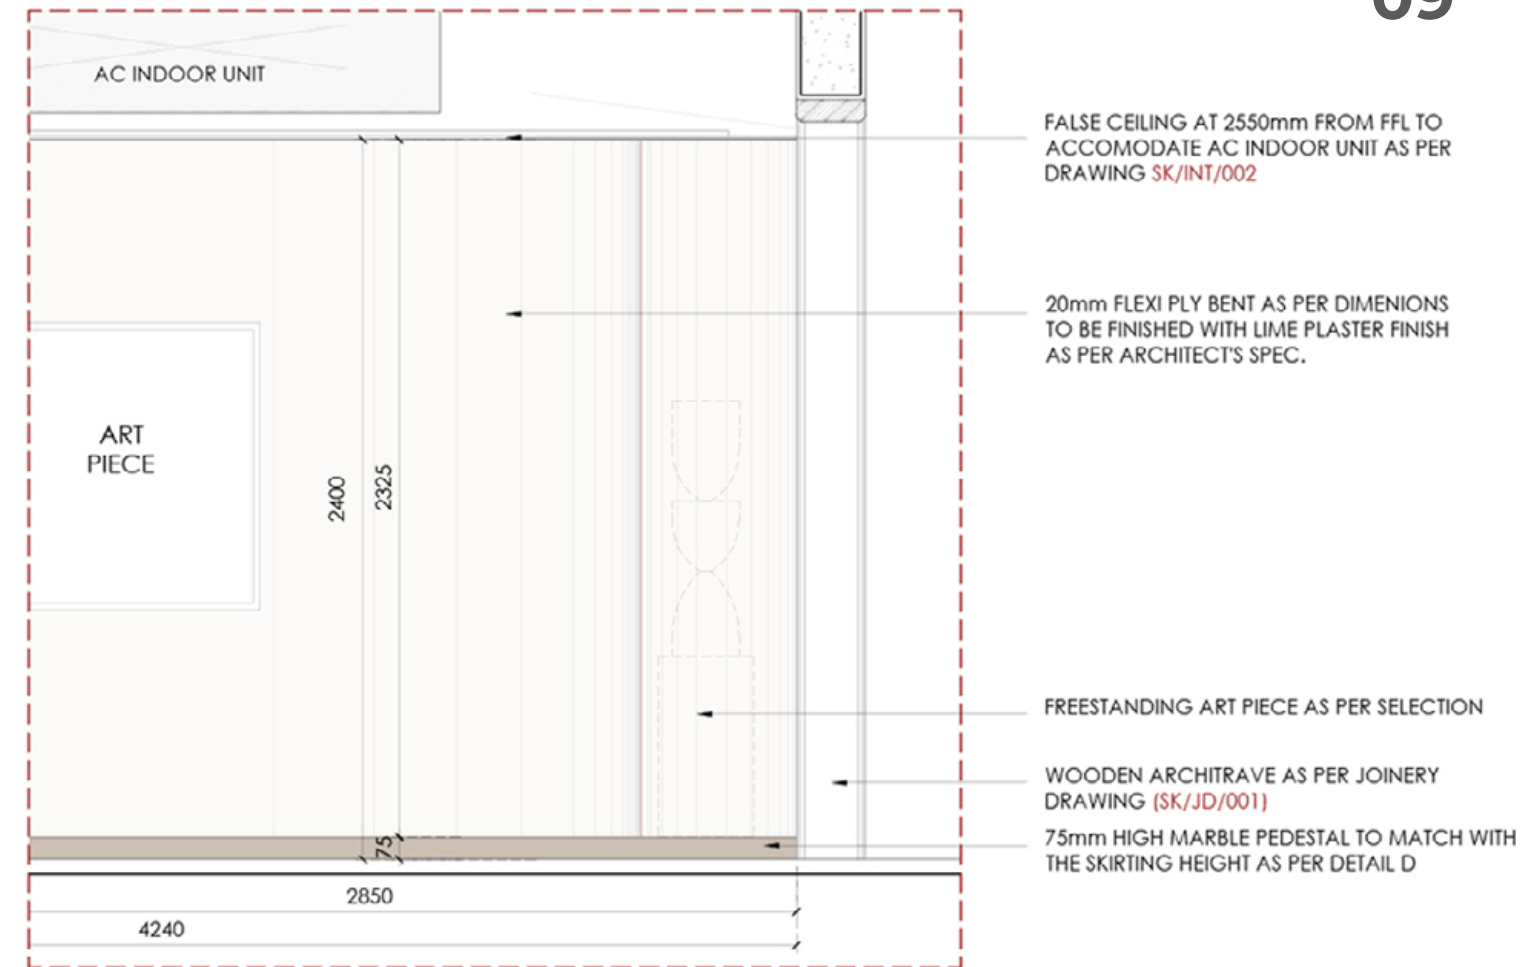 09
AC INDOOR UNIT
FALSE CEILING AT 2550mm FROM FFL TO
ACCOMODATE AC INDOOR UNIT AS PER
DRAWING SK/INT/002
20mm FLEXI PLY BENT AS PER DIMENIONS
TO BE FINISHED WITH LIME PLASTER FINISH
AS PER ARCHITECT'S SPEC.
ART
PIECE
2400
2325
FREESTANDING ART PIECE AS PER SELECTION
WOODEN ARCHITRAVE AS PER JOINERY
DRAWING (SK/JD/001)
75mm HIGH MARBLE PEDESTAL TO MATCH WITH
THE SKIRTING HEIGHT AS PER DETAIL D
75
2850
4240